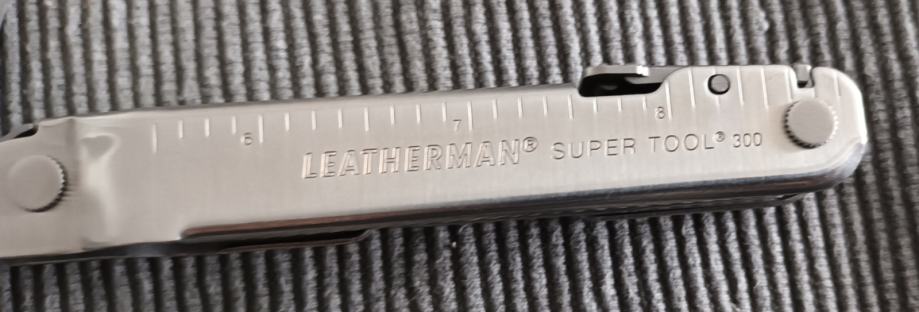 6 7 8
LEATHERMAN® SUPER TOOL® 300